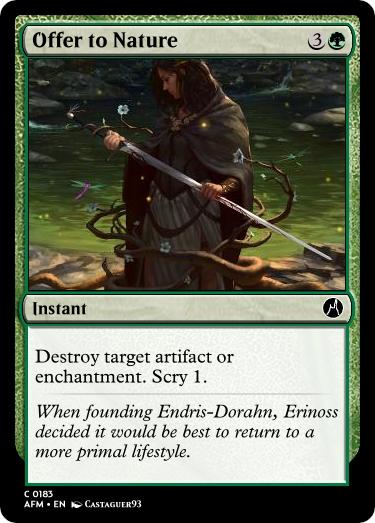 Offer to Nature 3
Instant
Destroy target artifact or
enchantment. Scry 1.
When founding Endris-Dorahn, Erinoss
decided it would be best to return to
a more primal lifestyle.
C 0183
AFM • EN Castaguer93